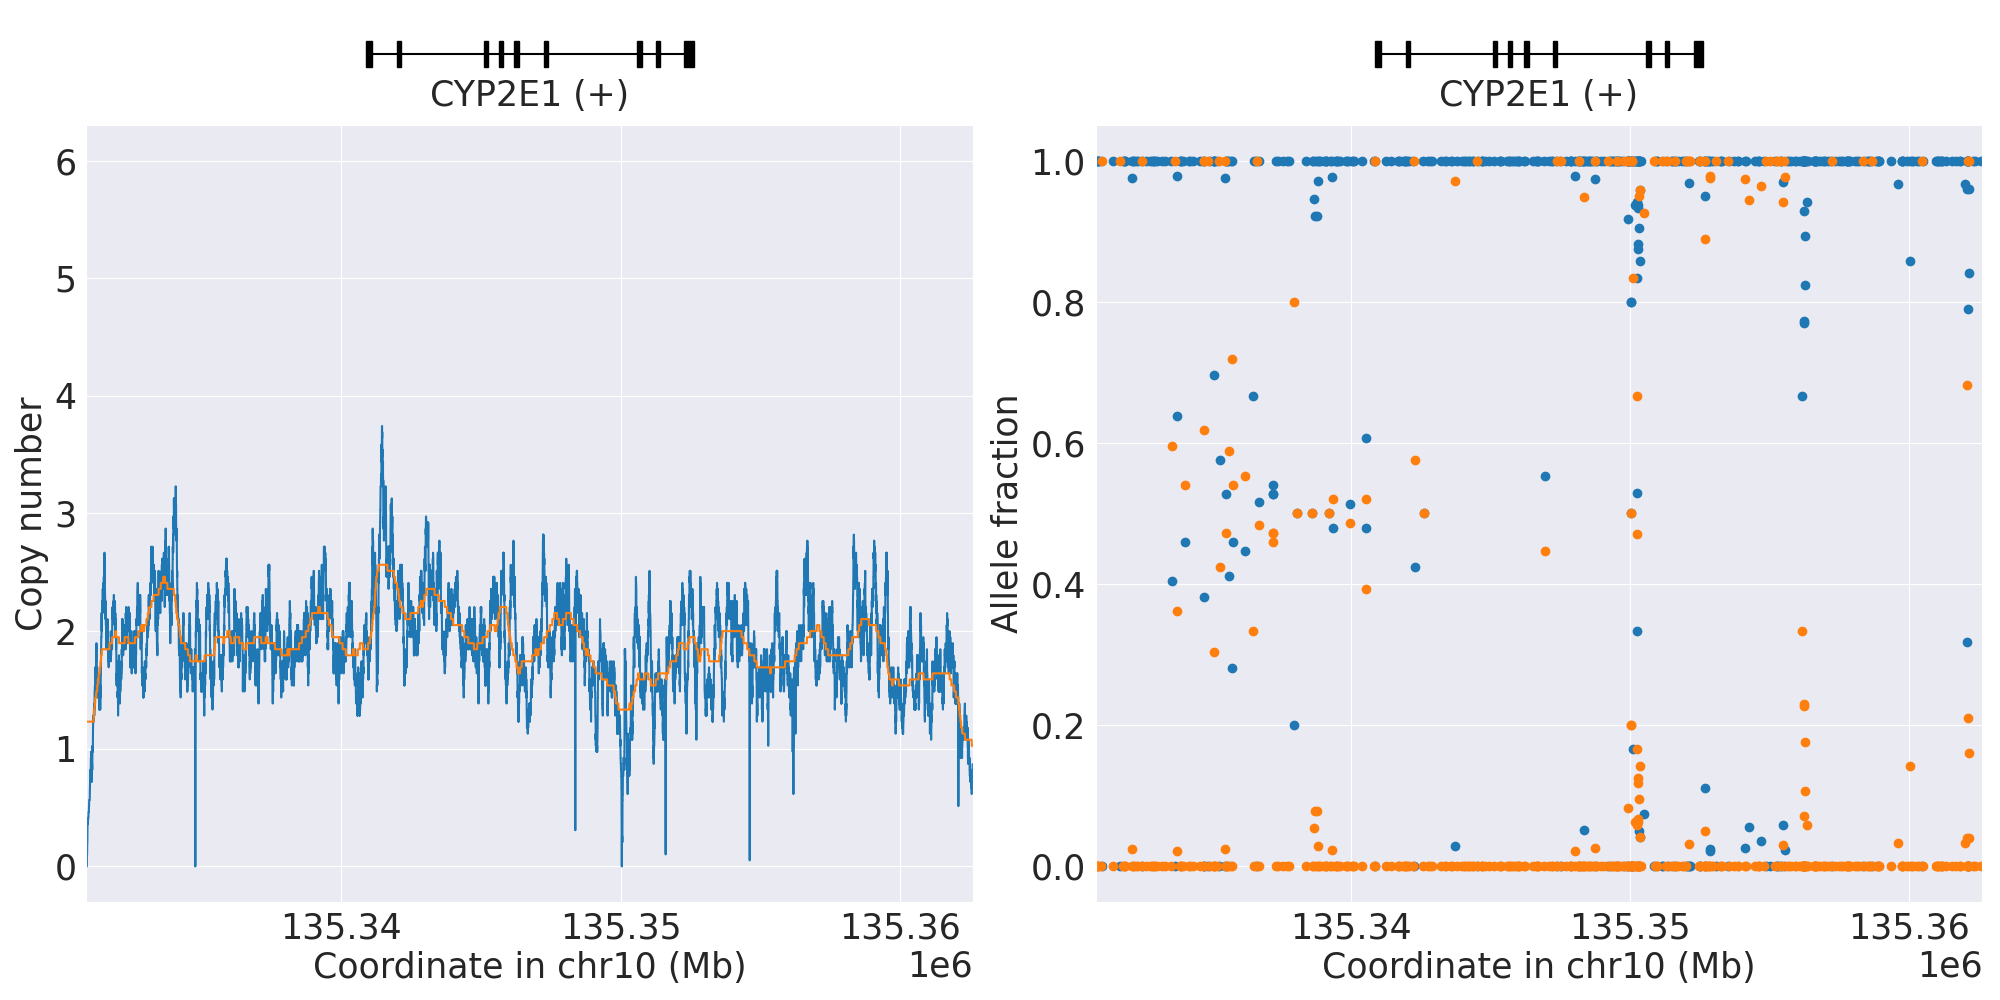 CYP2E1 (+)
Copy number
6
5
4
3
2
1
0
135.34
135.35
135.36
Coordinate in chr10 (Mb)
1e6
CYP2E1 (+)
Allele fraction
1.0
0.8
0.6
0.4
0.2
0.0
135.34
135.35
135.36
Coordinate in chr10 (Mb)
1e6